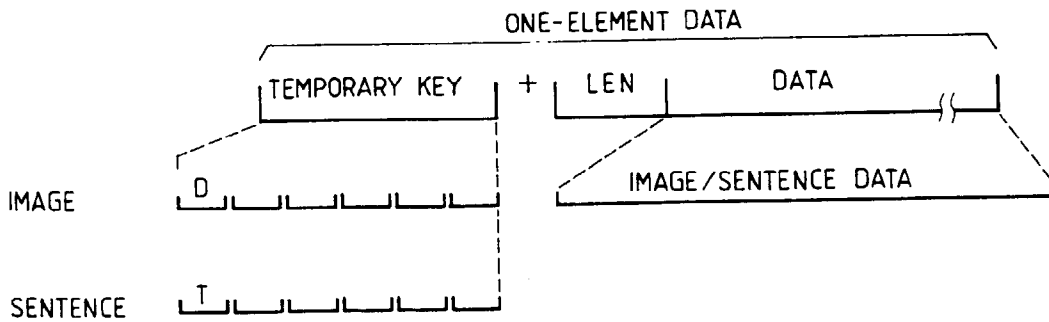 ONE-ELEMENT DATA
TEMPORARY KEY + LEN DATA
IMAGE D IMAGE/SENTENCE DATA
SENTENCE T